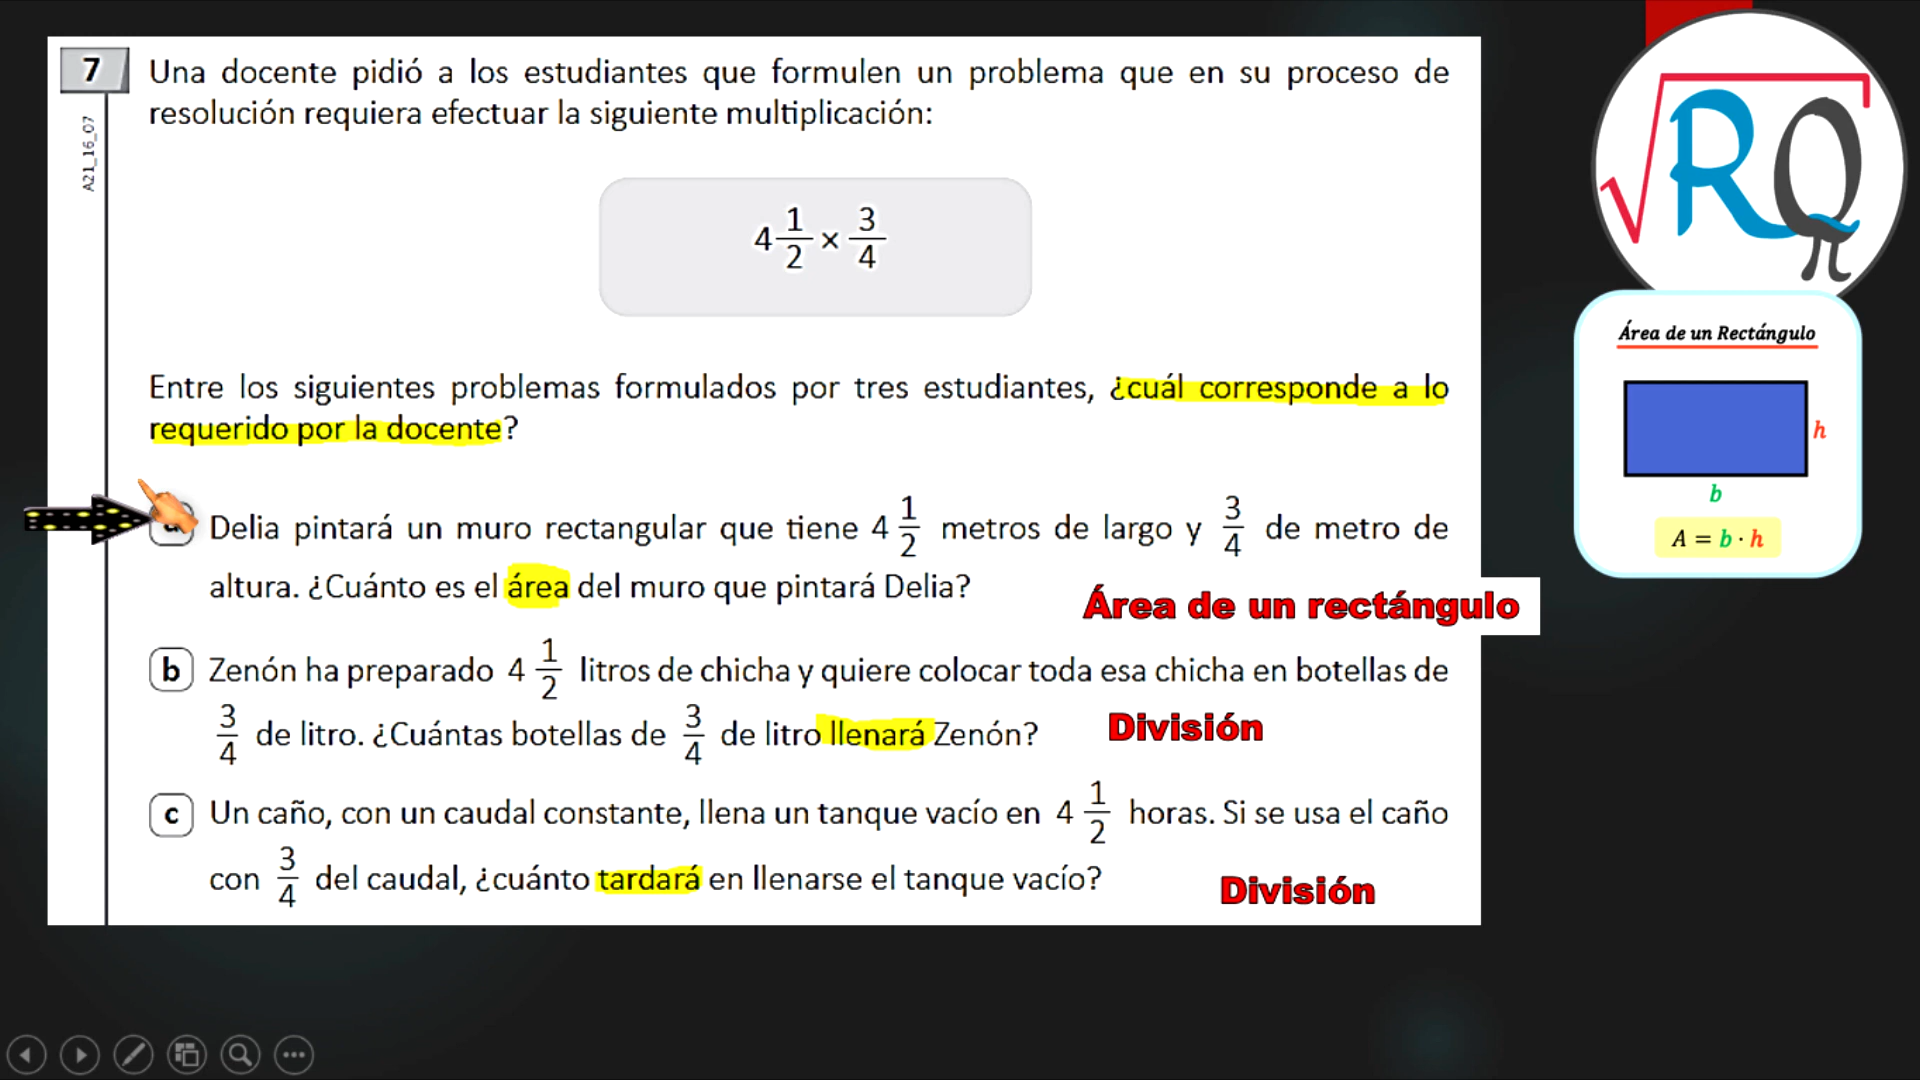 7
Una docente pidió a los estudiantes que formulen un problema que en su proceso de
resolución requiera efectuar la siguiente multiplicación:
A21_16_07
4 1/2 × 3/4
Entre los siguientes problemas formulados por tres estudiantes, ¿cuál corresponde a lo
requerido por la docente?
Delia pintará un muro rectangular que tiene 4 1/2 metros de largo y 3/4 de metro de
altura. ¿Cuánto es el área del muro que pintará Delia?
Área de un rectángulo
b Zenón ha preparado 4 1/2 litros de chicha y quiere colocar toda esa chicha en botellas de
3/4 de litro. ¿Cuántas botellas de 3/4 de litro llenará Zenón?
División
c Un caño, con un caudal constante, llena un tanque vacío en 4 1/2 horas. Si se usa el caño
con 3/4 del caudal, ¿cuánto tardará en llenarse el tanque vacío?
División
√RQπ
Área de un Rectángulo
h
b
A = b · h